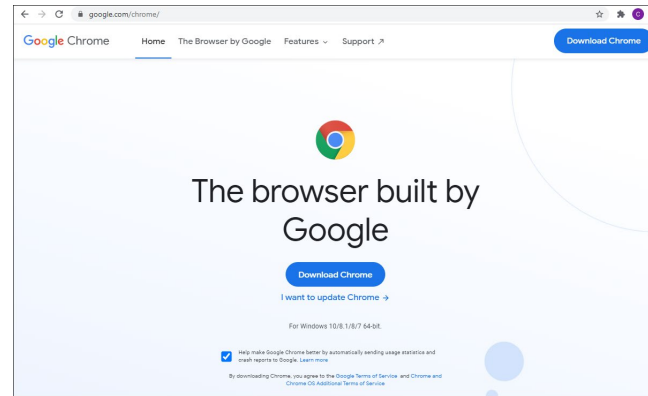 google.com/chrome/
C
Google Chrome
Home
The Browser by Google
Features
Support
Download Chrome
The browser built by
Google
Download Chrome
I want to update Chrome →
For Windows 10/8.1/8/7 64-bit.
Help make Google Chrome better by automatically sending usage statistics and
crash reports to Google. Learn more
By downloading Chrome, you agree to the Google Terms of Service and Chrome and
Chrome OS Additional Terms of Service